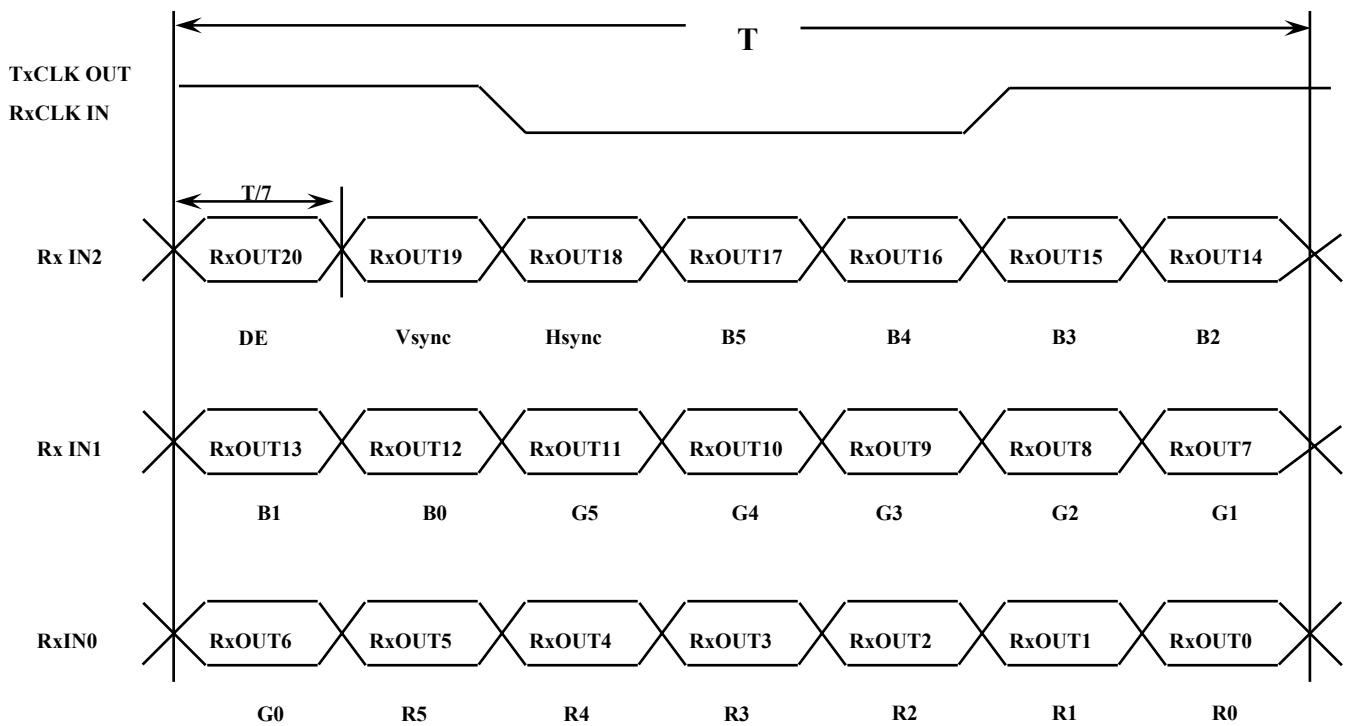 T
TxCLK OUT
RxCLK IN
T/7
Rx IN2 RxOUT20 RxOUT19 RxOUT18 RxOUT17 RxOUT16 RxOUT15 RxOUT14
DE Vsync Hsync B5 B4 B3 B2
Rx IN1 RxOUT13 RxOUT12 RxOUT11 RxOUT10 RxOUT9 RxOUT8 RxOUT7
B1 B0 G5 G4 G3 G2 G1
RxIN0 RxOUT6 RxOUT5 RxOUT4 RxOUT3 RxOUT2 RxOUT1 RxOUT0
G0 R5 R4 R3 R2 R1 R0